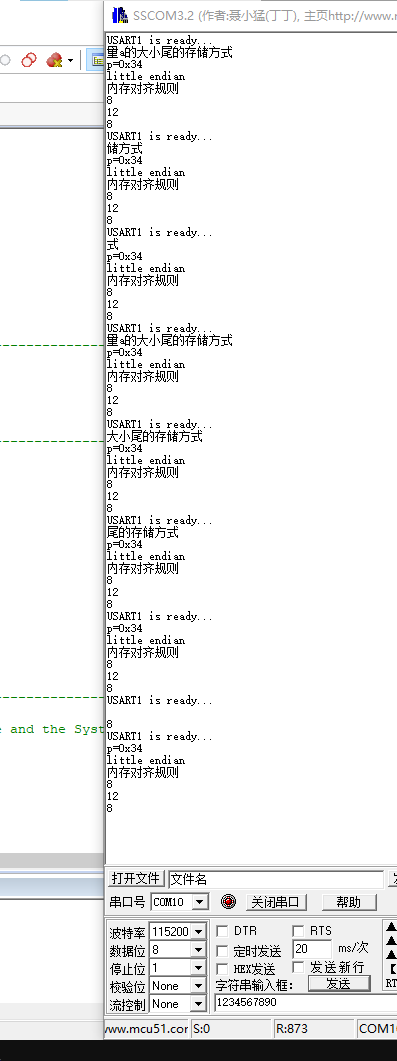 SSCOM3.2 (作者:聂小猛(丁丁), 主页http://www.
USART1 is ready...
量a的大小尾的存储方式
p=0x34
little endian
内存对齐规则
8
12
8
USART1 is ready...
储方式
p=0x34
little endian
内存对齐规则
8
12
8
USART1 is ready...
式
p=0x34
little endian
内存对齐规则
8
12
8
USART1 is ready...
量a的大小尾的存储方式
p=0x34
little endian
内存对齐规则
8
12
8
USART1 is ready...
大小尾的存储方式
p=0x34
little endian
内存对齐规则
8
12
8
USART1 is ready...
尾的存储方式
p=0x34
little endian
内存对齐规则
8
12
8
USART1 is ready...
p=0x34
little endian
内存对齐规则
8
12
8
USART1 is ready...
and the Syst
8
USART1 is ready...
p=0x34
little endian
内存对齐规则
8
12
8
打开文件 文件名
串口号 COM10 关闭串口 帮助
波特率 115200 DTR RTS
数据位 8 定时发送 20 ms/次
停止位 1 HEX发送 发送新行
校验位 None 字符串输入框: 发送
流控制 None 1234567890
www.mcu51.cor S:0 R:873 COM1